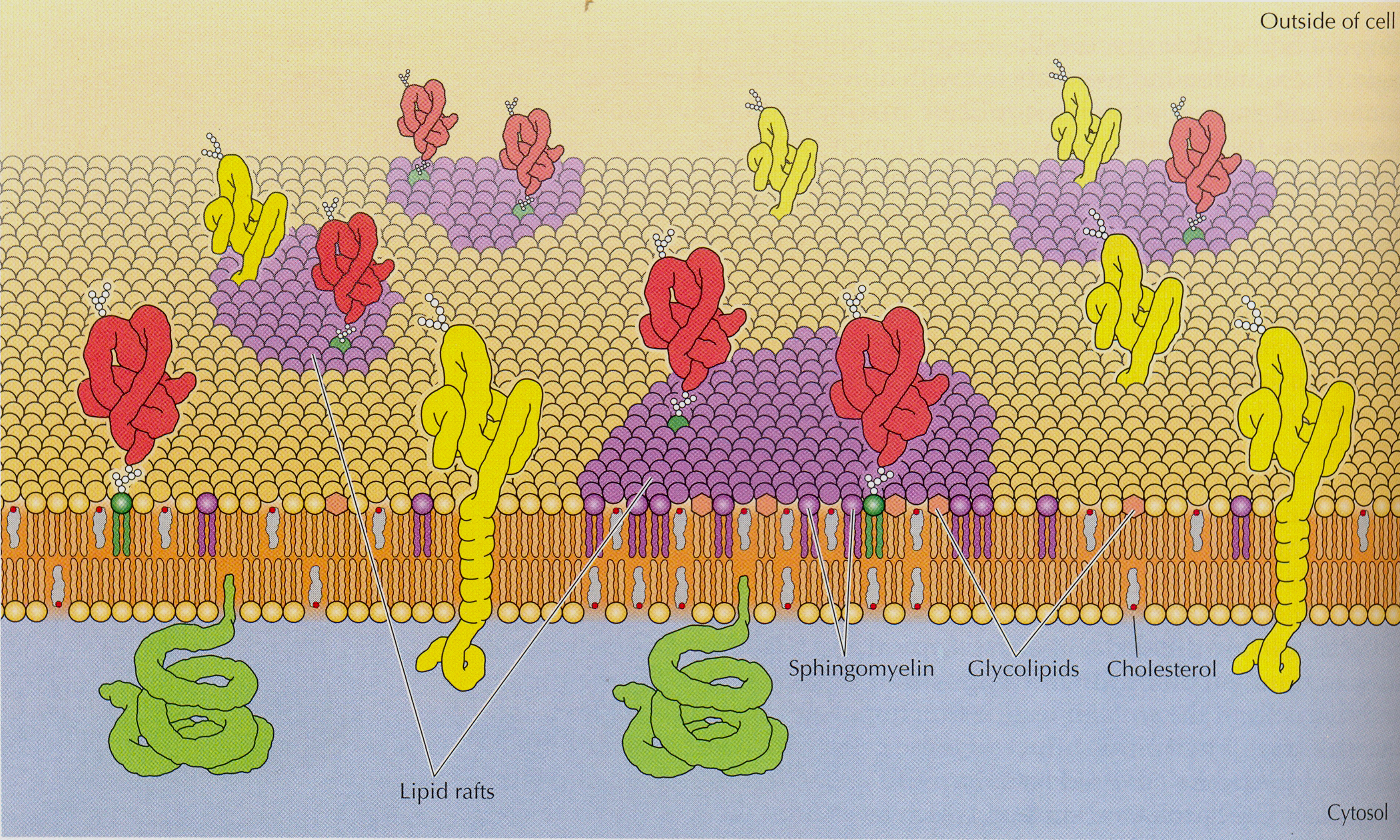 Outside of cell
Sphingomyelin
Glycolipids
Cholesterol
Lipid rafts
Cytosol